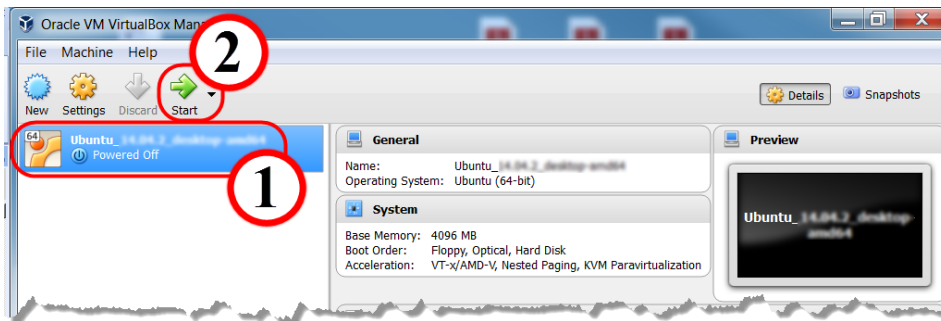 Oracle VM VirtualBox Man
File Machine Help
2
New Settings Discard Start
Details Snapshots
64
Ubuntu_
Powered Off
1
General
Name: Ubuntu_
Operating System: Ubuntu (64-bit)
System
Base Memory: 4096 MB
Boot Order: Floppy, Optical, Hard Disk
Acceleration: VT-x/AMD-V, Nested Paging, KVM Paravirtualization
Preview
Ubuntu_